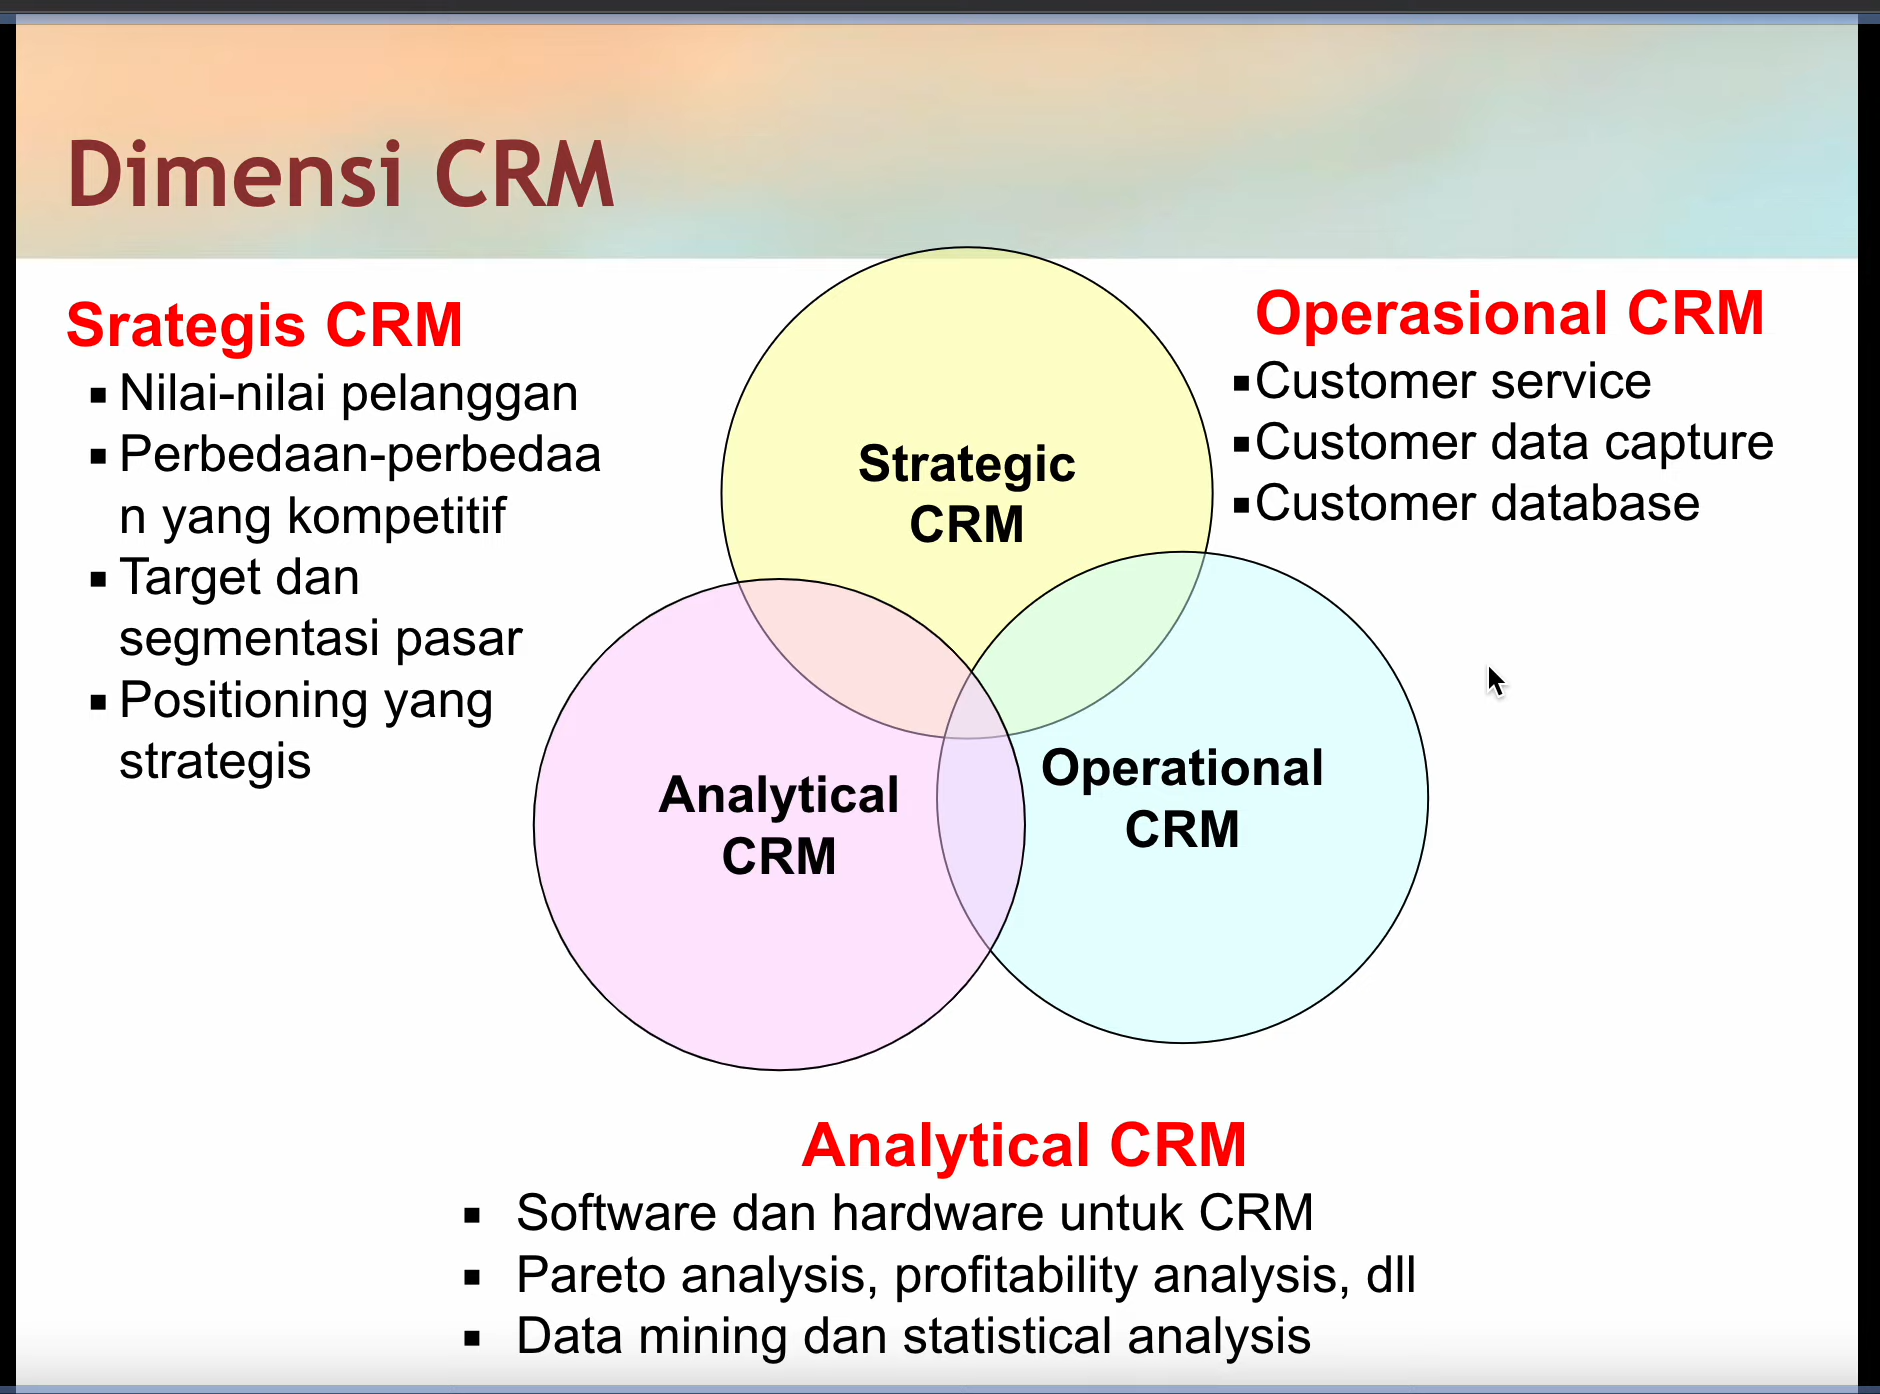 Dimensi CRM
Srategis CRM
▪ Nilai-nilai pelanggan
▪ Perbedaan-perbedaa
n yang kompetitif
▪ Target dan
segmentasi pasar
▪ Positioning yang
strategis
Strategic
CRM
Analytical
CRM
Operational
CRM
Operasional CRM
▪ Customer service
▪ Customer data capture
▪ Customer database
Analytical CRM
▪ Software dan hardware untuk CRM
▪ Pareto analysis, profitability analysis, dll
▪ Data mining dan statistical analysis